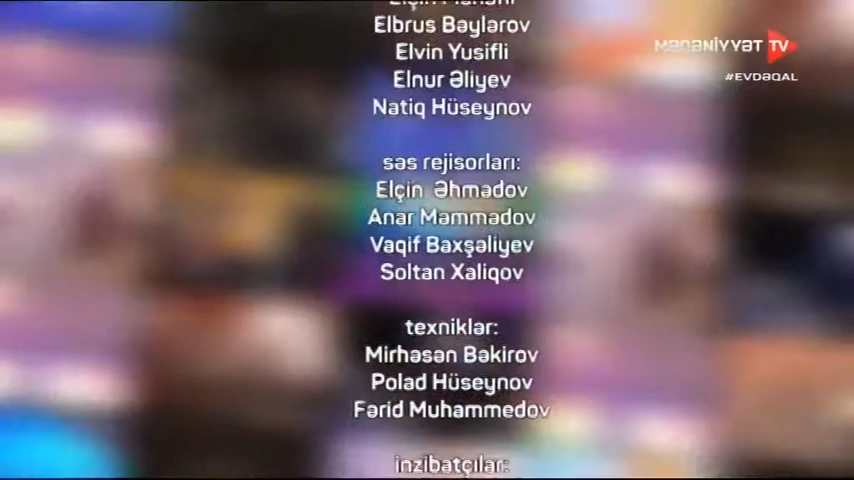 Elbrus Bəylərov
Elvin Yusifli
Elnur Əliyev
Natiq Hüseynov
səs rejisorları:
Elçin Əhmədov
Anar Məmmədov
Vaqif Baxşəliyev
Soltan Xaliqov
texniklər:
Mirhəsən Bəkirov
Polad Hüseynov
Fərid Muhammedov
inzibatçılar:
MƏDƏNİYYƏT TV
#EVDƏQAL